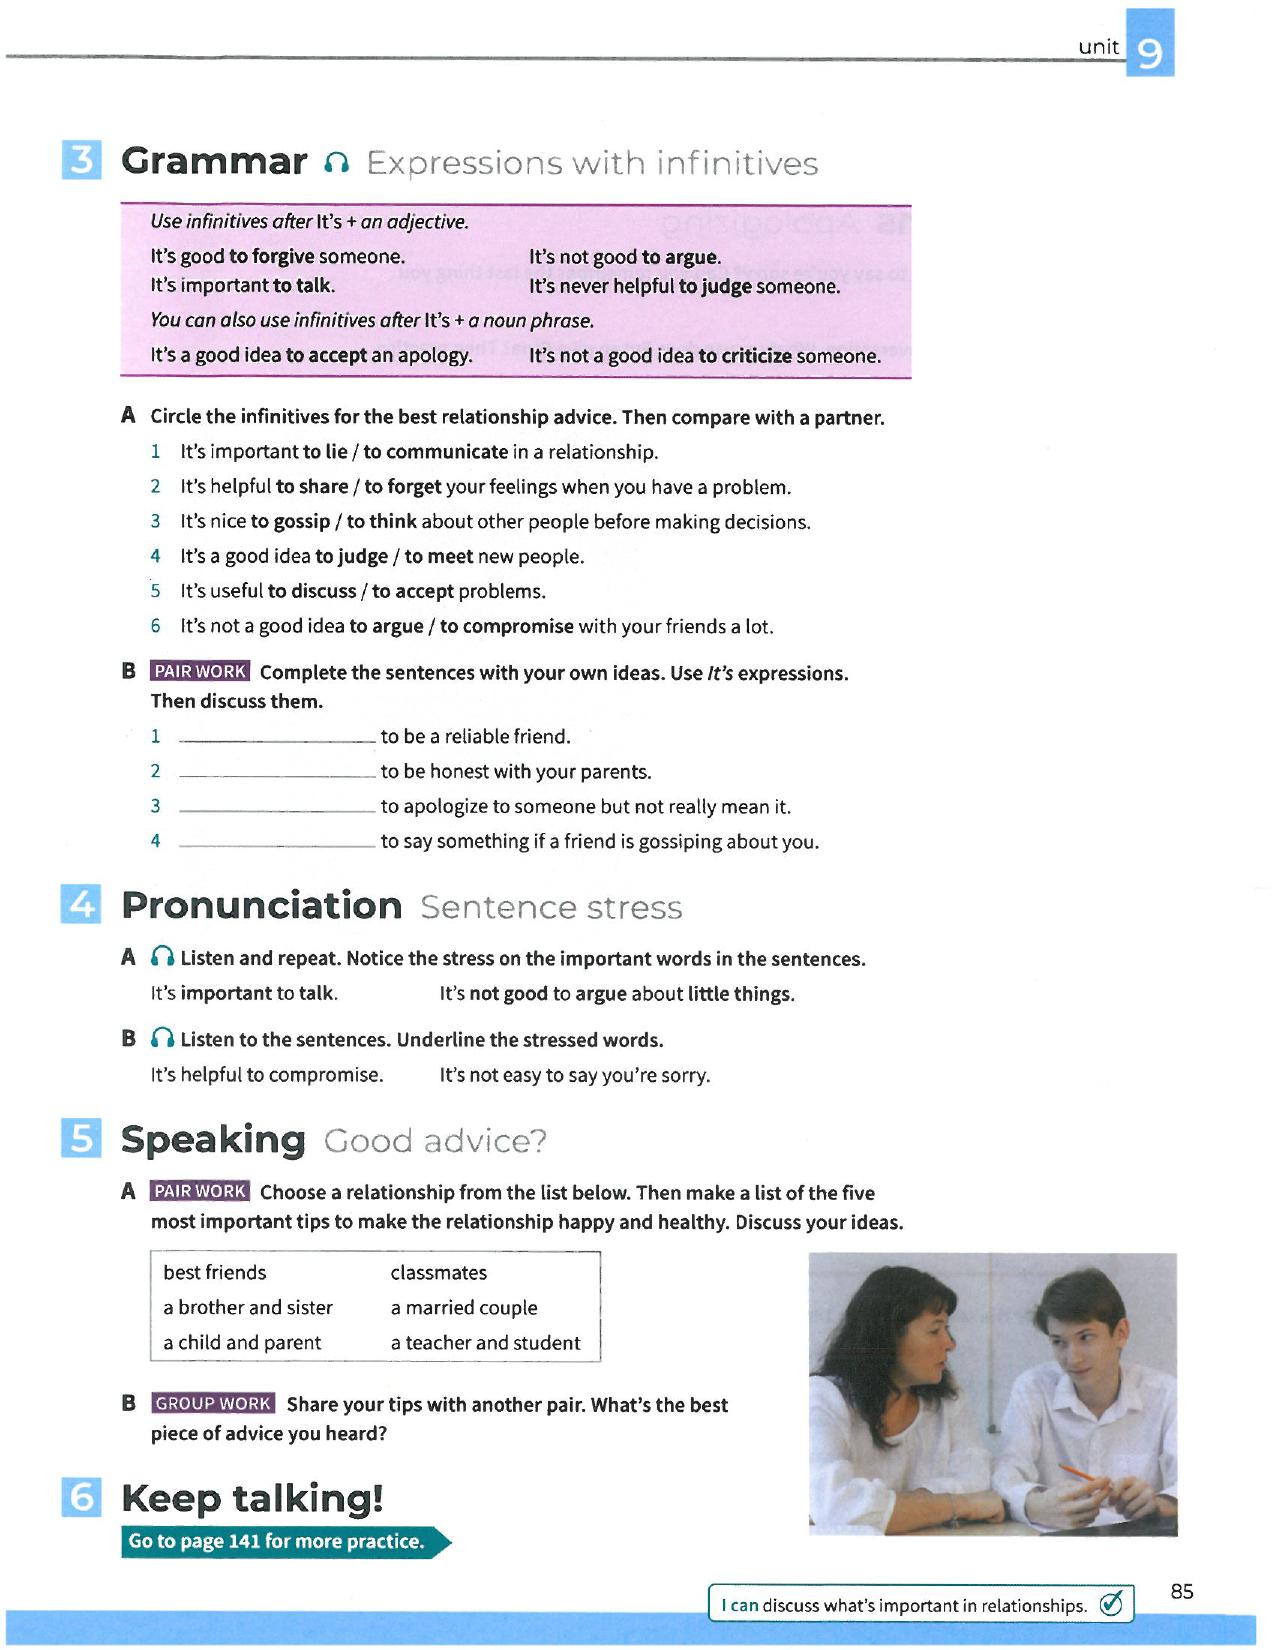 unit 9
3 Grammar Expressions with infinitives
Use infinitives after It's + an adjective.
It's good to forgive someone. It's not good to argue.
It's important to talk. It's never helpful to judge someone.
You can also use infinitives after It's + a noun phrase.
It's a good idea to accept an apology. It's not a good idea to criticize someone.
A Circle the infinitives for the best relationship advice. Then compare with a partner.
1 It's important to lie / to communicate in a relationship.
2 It's helpful to share / to forget your feelings when you have a problem.
3 It's nice to gossip / to think about other people before making decisions.
4 It's a good idea to judge / to meet new people.
5 It's useful to discuss / to accept problems.
6 It's not a good idea to argue / to compromise with your friends a lot.
B PAIR WORK Complete the sentences with your own ideas. Use It's expressions.
Then discuss them.
1 ____________________ to be a reliable friend.
2 ____________________ to be honest with your parents.
3 ____________________ to apologize to someone but not really mean it.
4 ____________________ to say something if a friend is gossiping about you.
4 Pronunciation Sentence stress
A Listen and repeat. Notice the stress on the important words in the sentences.
It's important to talk. It's not good to argue about little things.
B Listen to the sentences. Underline the stressed words.
It's helpful to compromise. It's not easy to say you're sorry.
5 Speaking Good advice?
A PAIR WORK Choose a relationship from the list below. Then make a list of the five
most important tips to make the relationship happy and healthy. Discuss your ideas.
best friends classmates
a brother and sister a married couple
a child and parent a teacher and student
B GROUP WORK Share your tips with another pair. What's the best
piece of advice you heard?
6 Keep talking!
Go to page 141 for more practice.
I can discuss what's important in relationships.
85